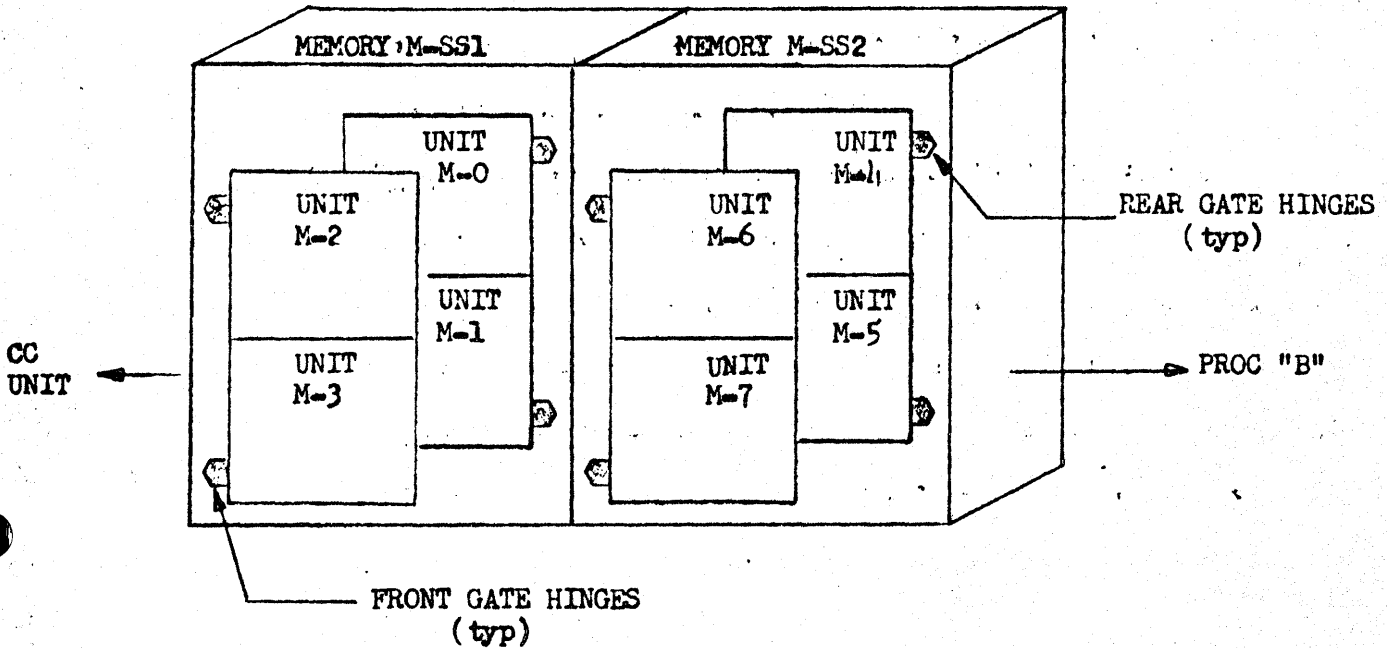 MEMORY M-SS1
MEMORY M-SS2
UNIT
M-0
UNIT
M-4
UNIT
M-2
UNIT
M-6
REAR GATE HINGES
(typ)
UNIT
M-1
UNIT
M-5
CC
UNIT
UNIT
M-3
UNIT
M-7
PROC "B"
FRONT GATE HINGES
(typ)